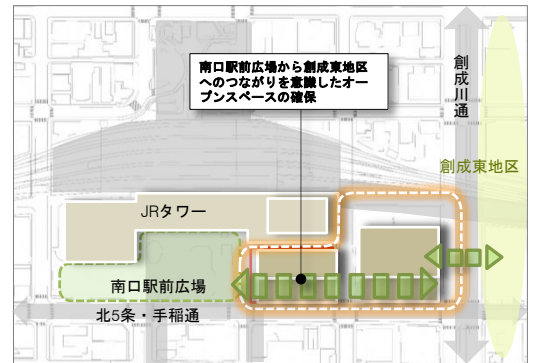 南口駅前広場から創成東地区
へのつながりを意識したオー
プンスペースの確保
創成川通
創成東地区
JRタワー
南口駅前広場
北5条・手稲通